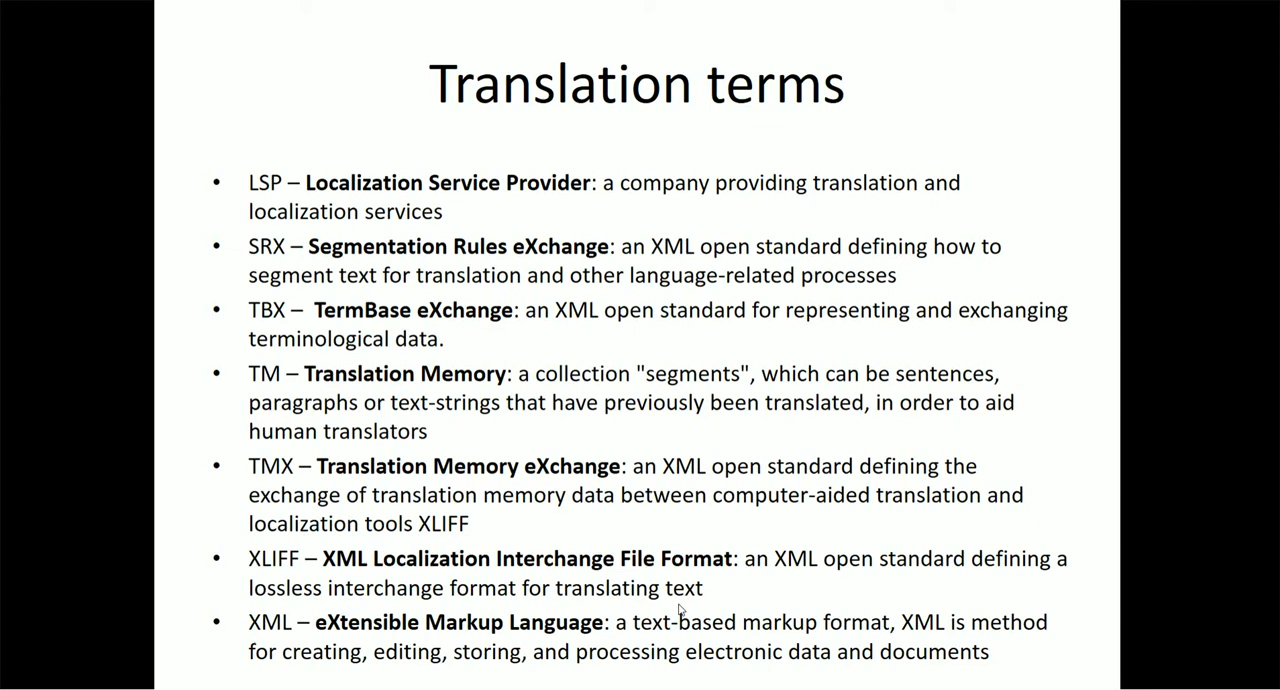 Translation terms
• LSP – Localization Service Provider: a company providing translation and
localization services
• SRX – Segmentation Rules eXchange: an XML open standard defining how to
segment text for translation and other language-related processes
• TBX – TermBase eXchange: an XML open standard for representing and exchanging
terminological data.
• TM – Translation Memory: a collection "segments", which can be sentences,
paragraphs or text-strings that have previously been translated, in order to aid
human translators
• TMX – Translation Memory eXchange: an XML open standard defining the
exchange of translation memory data between computer-aided translation and
localization tools XLIFF
• XLIFF – XML Localization Interchange File Format: an XML open standard defining a
lossless interchange format for translating text
• XML – eXtensible Markup Language: a text-based markup format, XML is method
for creating, editing, storing, and processing electronic data and documents